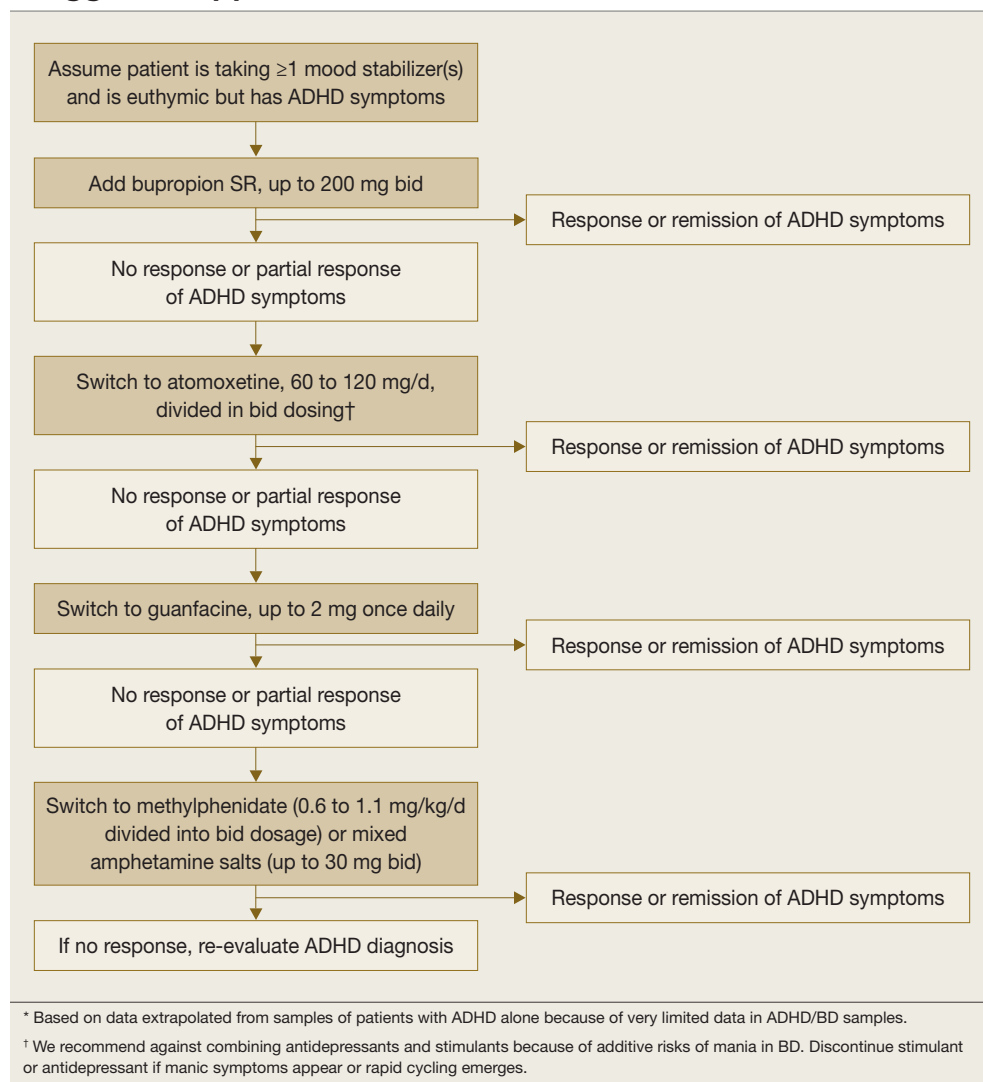 Assume patient is taking ≥1 mood stabilizer(s)
and is euthymic but has ADHD symptoms
Add bupropion SR, up to 200 mg bid
Response or remission of ADHD symptoms
No response or partial response
of ADHD symptoms
Switch to atomoxetine, 60 to 120 mg/d,
divided in bid dosing†
Response or remission of ADHD symptoms
No response or partial response
of ADHD symptoms
Switch to guanfacine, up to 2 mg once daily
Response or remission of ADHD symptoms
No response or partial response
of ADHD symptoms
Switch to methylphenidate (0.6 to 1.1 mg/kg/d
divided into bid dosage) or mixed
amphetamine salts (up to 30 mg bid)
Response or remission of ADHD symptoms
If no response, re-evaluate ADHD diagnosis
* Based on data extrapolated from samples of patients with ADHD alone because of very limited data in ADHD/BD samples.
† We recommend against combining antidepressants and stimulants because of additive risks of mania in BD. Discontinue stimulant
or antidepressant if manic symptoms appear or rapid cycling emerges.